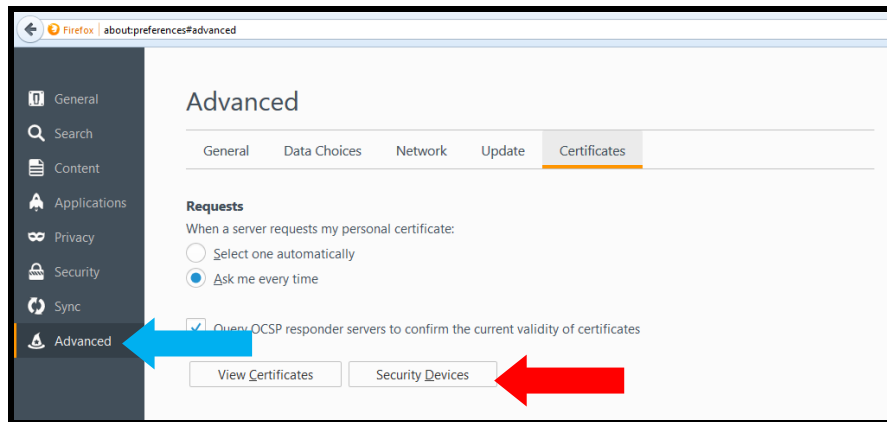 Firefox about:preferences#advanced
General
Search
Content
Applications
Privacy
Security
Sync
Advanced
Advanced
General Data Choices Network Update Certificates
Requests
When a server requests my personal certificate:
Select one automatically
Ask me every time
Query OCSP responder servers to confirm the current validity of certificates
View Certificates Security Devices